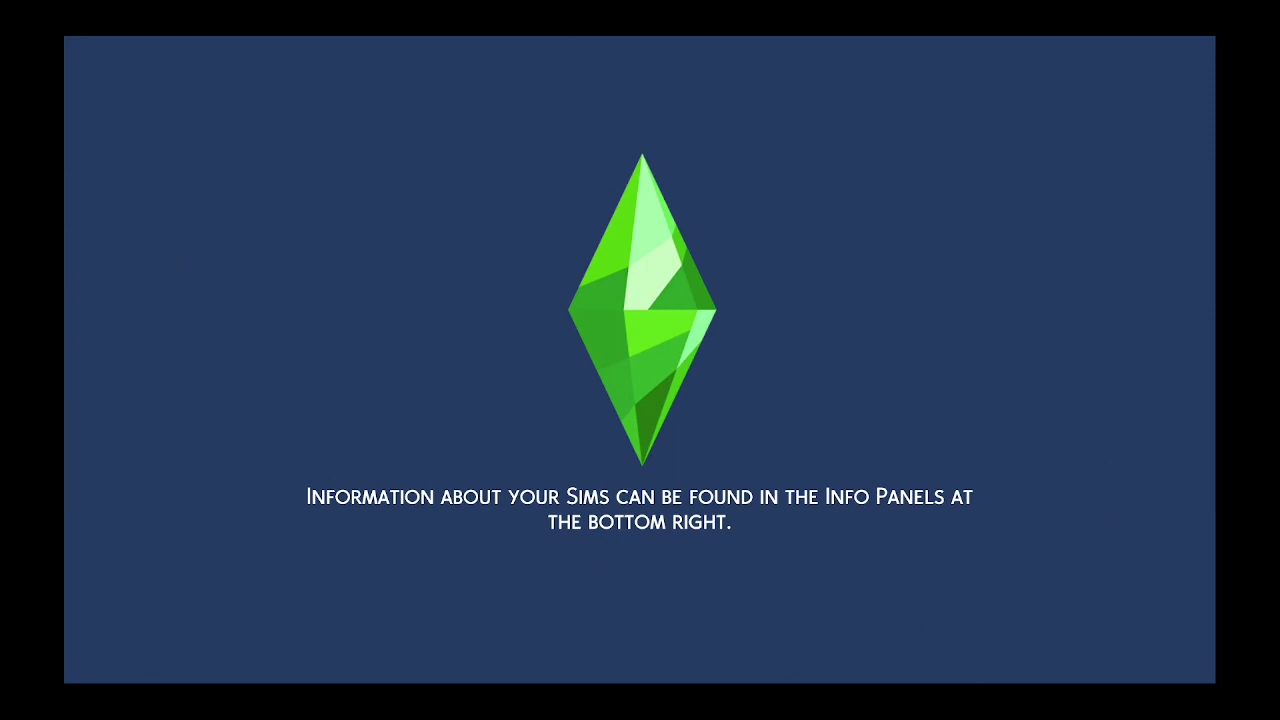 Information about your Sims can be found in the Info Panels at
the bottom right.